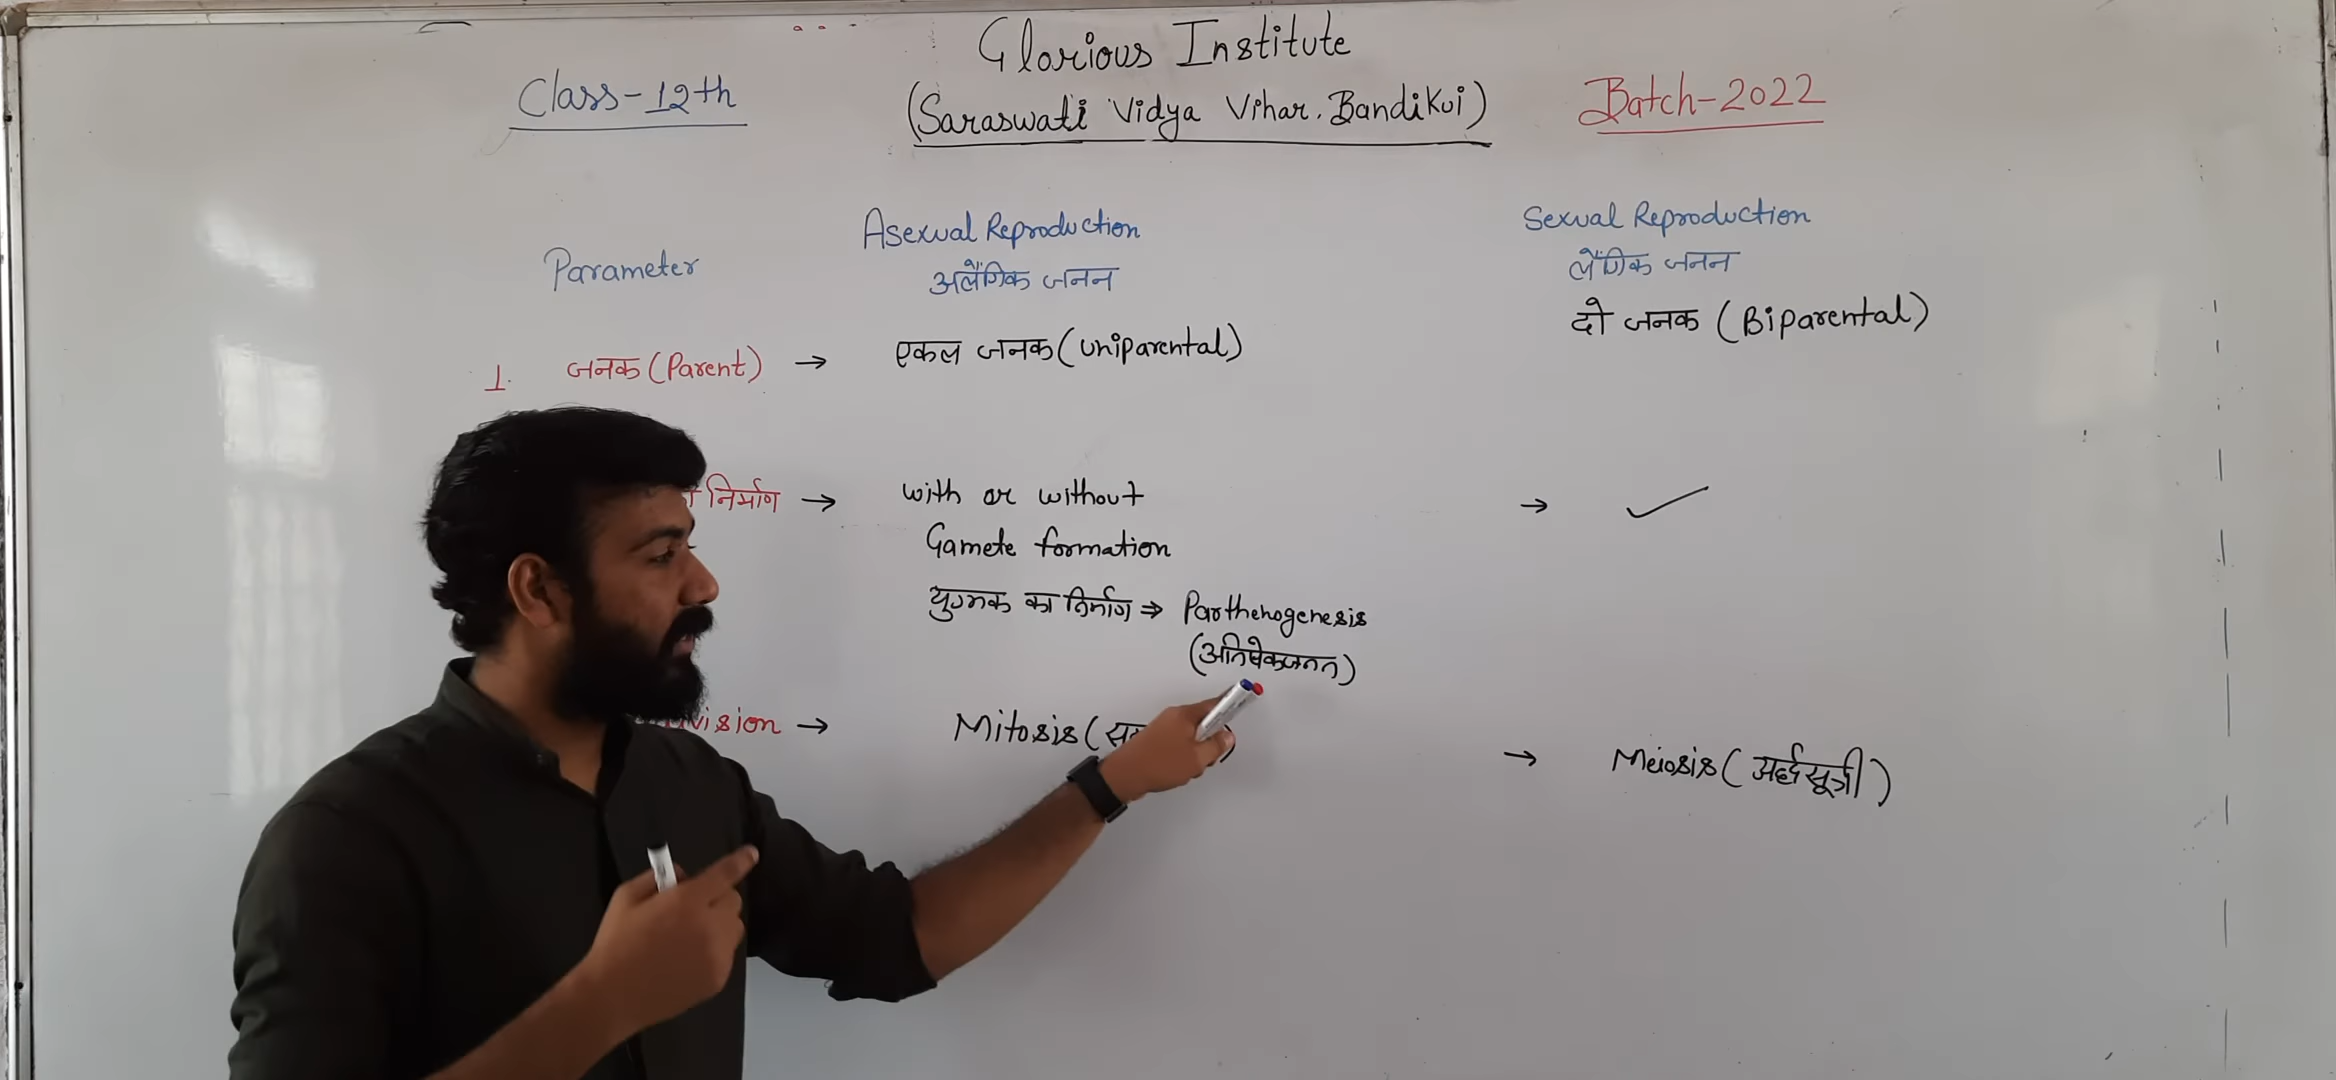 Glorious Institute
Class-12th
(Saraswati Vidya Vihar. Bandikui)
Batch-2022
Parameter
Asexual Reproduction
अलैंगिक जनन
Sexual Reproduction
लैंगिक जनन
1. जनक (Parent) → एकल जनक (Uniparental)
दो जनक (Biparental)
निर्माण → with or without
Gamete formation
युग्मक का निर्माण ⇒ Parthenogenesis
(अनिषेकजनन)
→ ✓
→ Mitosis (
→ Meiosis (अर्द्धसूत्री)